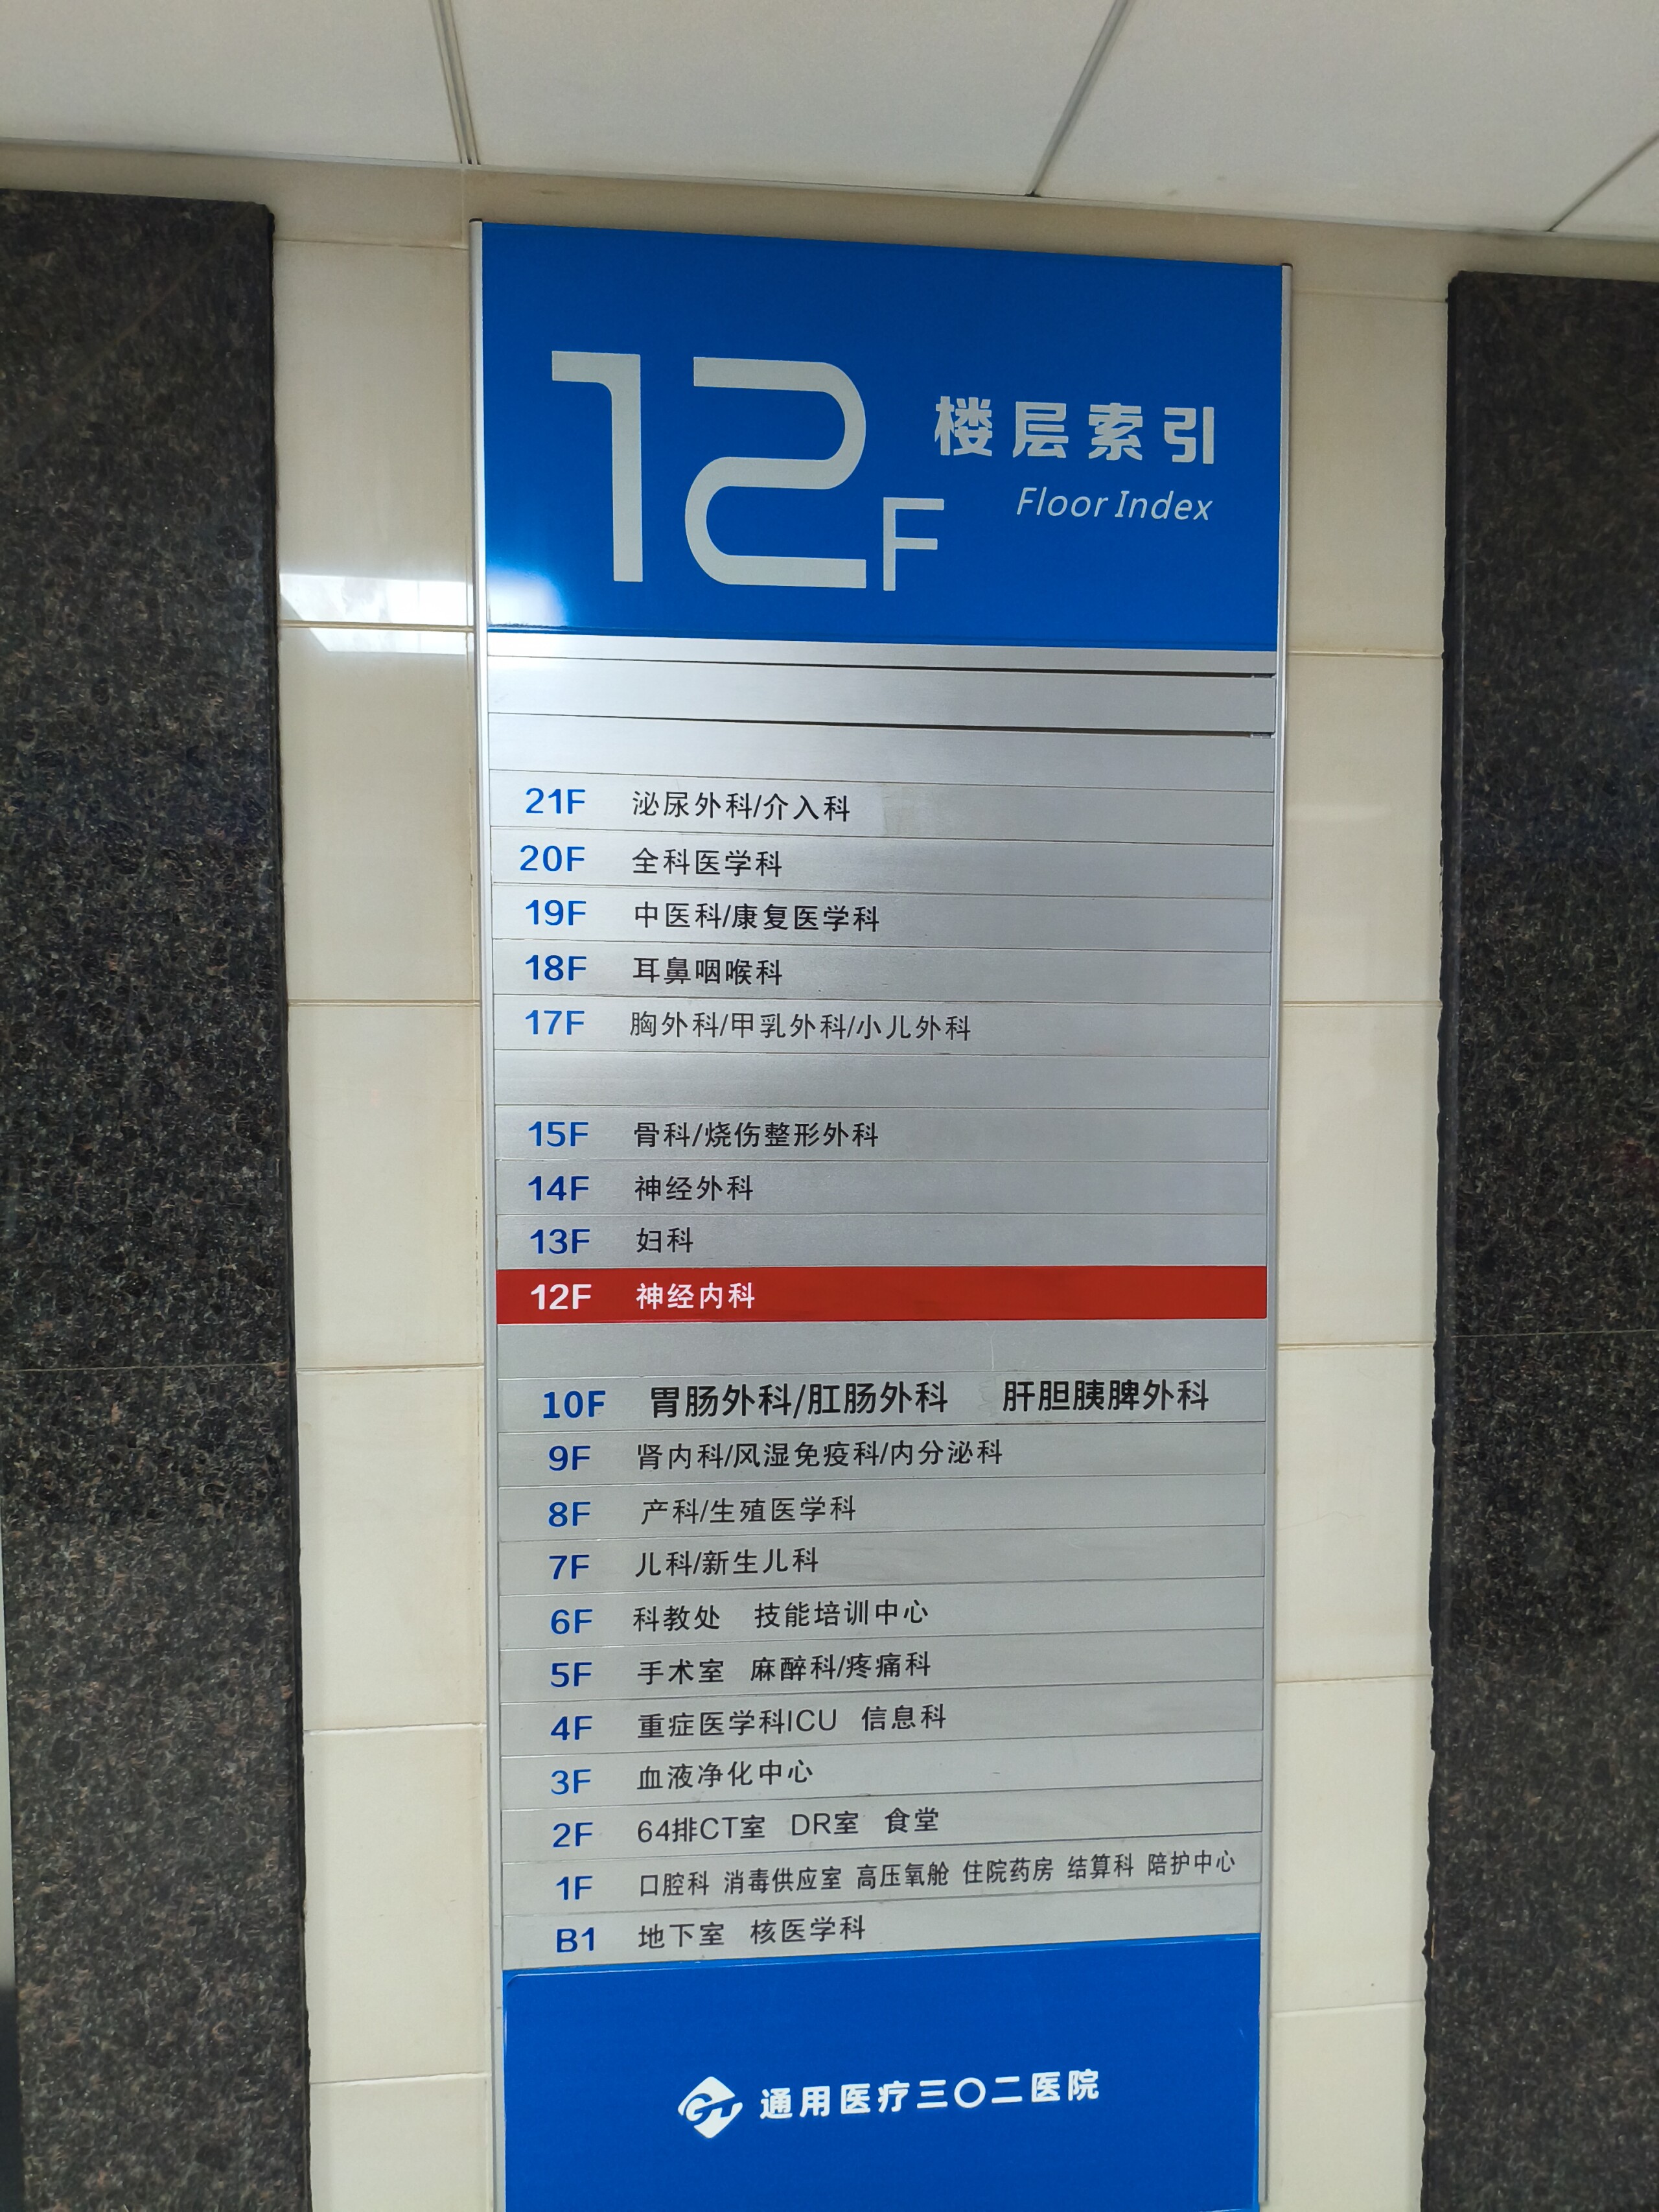 12F 楼层索引
Floor Index
21F 泌尿外科/介入科
20F 全科医学科
19F 中医科/康复医学科
18F 耳鼻咽喉科
17F 胸外科/甲乳外科/小儿外科
15F 骨科/烧伤整形外科
14F 神经外科
13F 妇科
12F 神经内科
10F 胃肠外科/肛肠外科 肝胆胰脾外科
9F 肾内科/风湿免疫科/内分泌科
8F 产科/生殖医学科
7F 儿科/新生儿科
6F 科教处 技能培训中心
5F 手术室 麻醉科/疼痛科
4F 重症医学科ICU 信息科
3F 血液净化中心
2F 64排CT室 DR室 食堂
1F 口腔科 消毒供应室 高压氧舱 住院药房 结算科 陪护中心
B1 地下室 核医学科
通用医疗三〇二医院